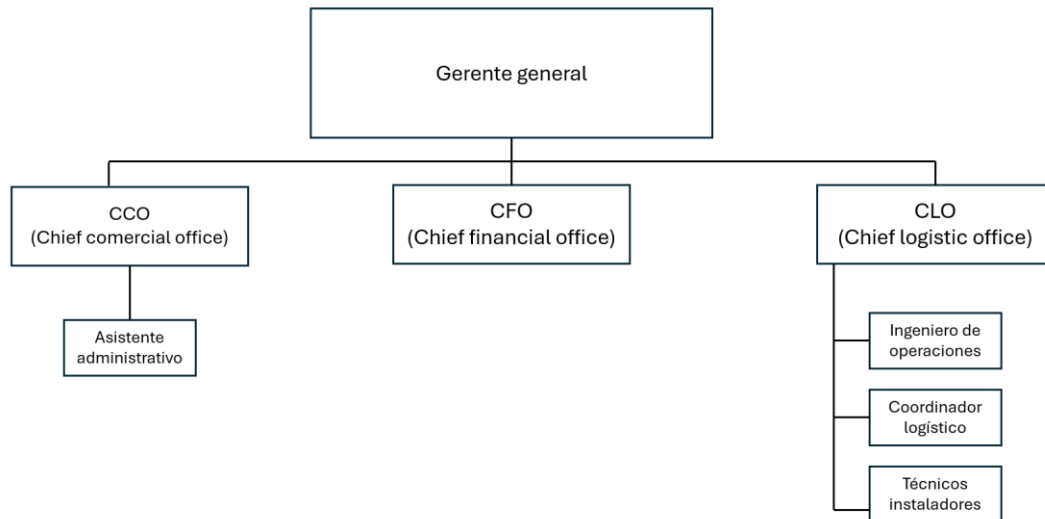 Gerente general
CCO
(Chief comercial office)
CFO
(Chief financial office)
CLO
(Chief logistic office)
Asistente
administrativo
Ingeniero de
operaciones
Coordinador
logístico
Técnicos
instaladores